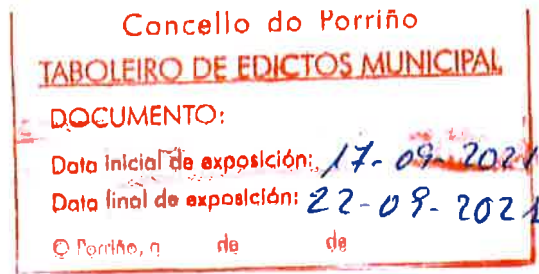 Concello do Porriño
TABOLEIRO DE EDICTOS MUNICIPAL
DOCUMENTO:
Data inicial de exposición: 17-09-2021
Data final de exposición: 22-09-2021
O Porriño, a de de